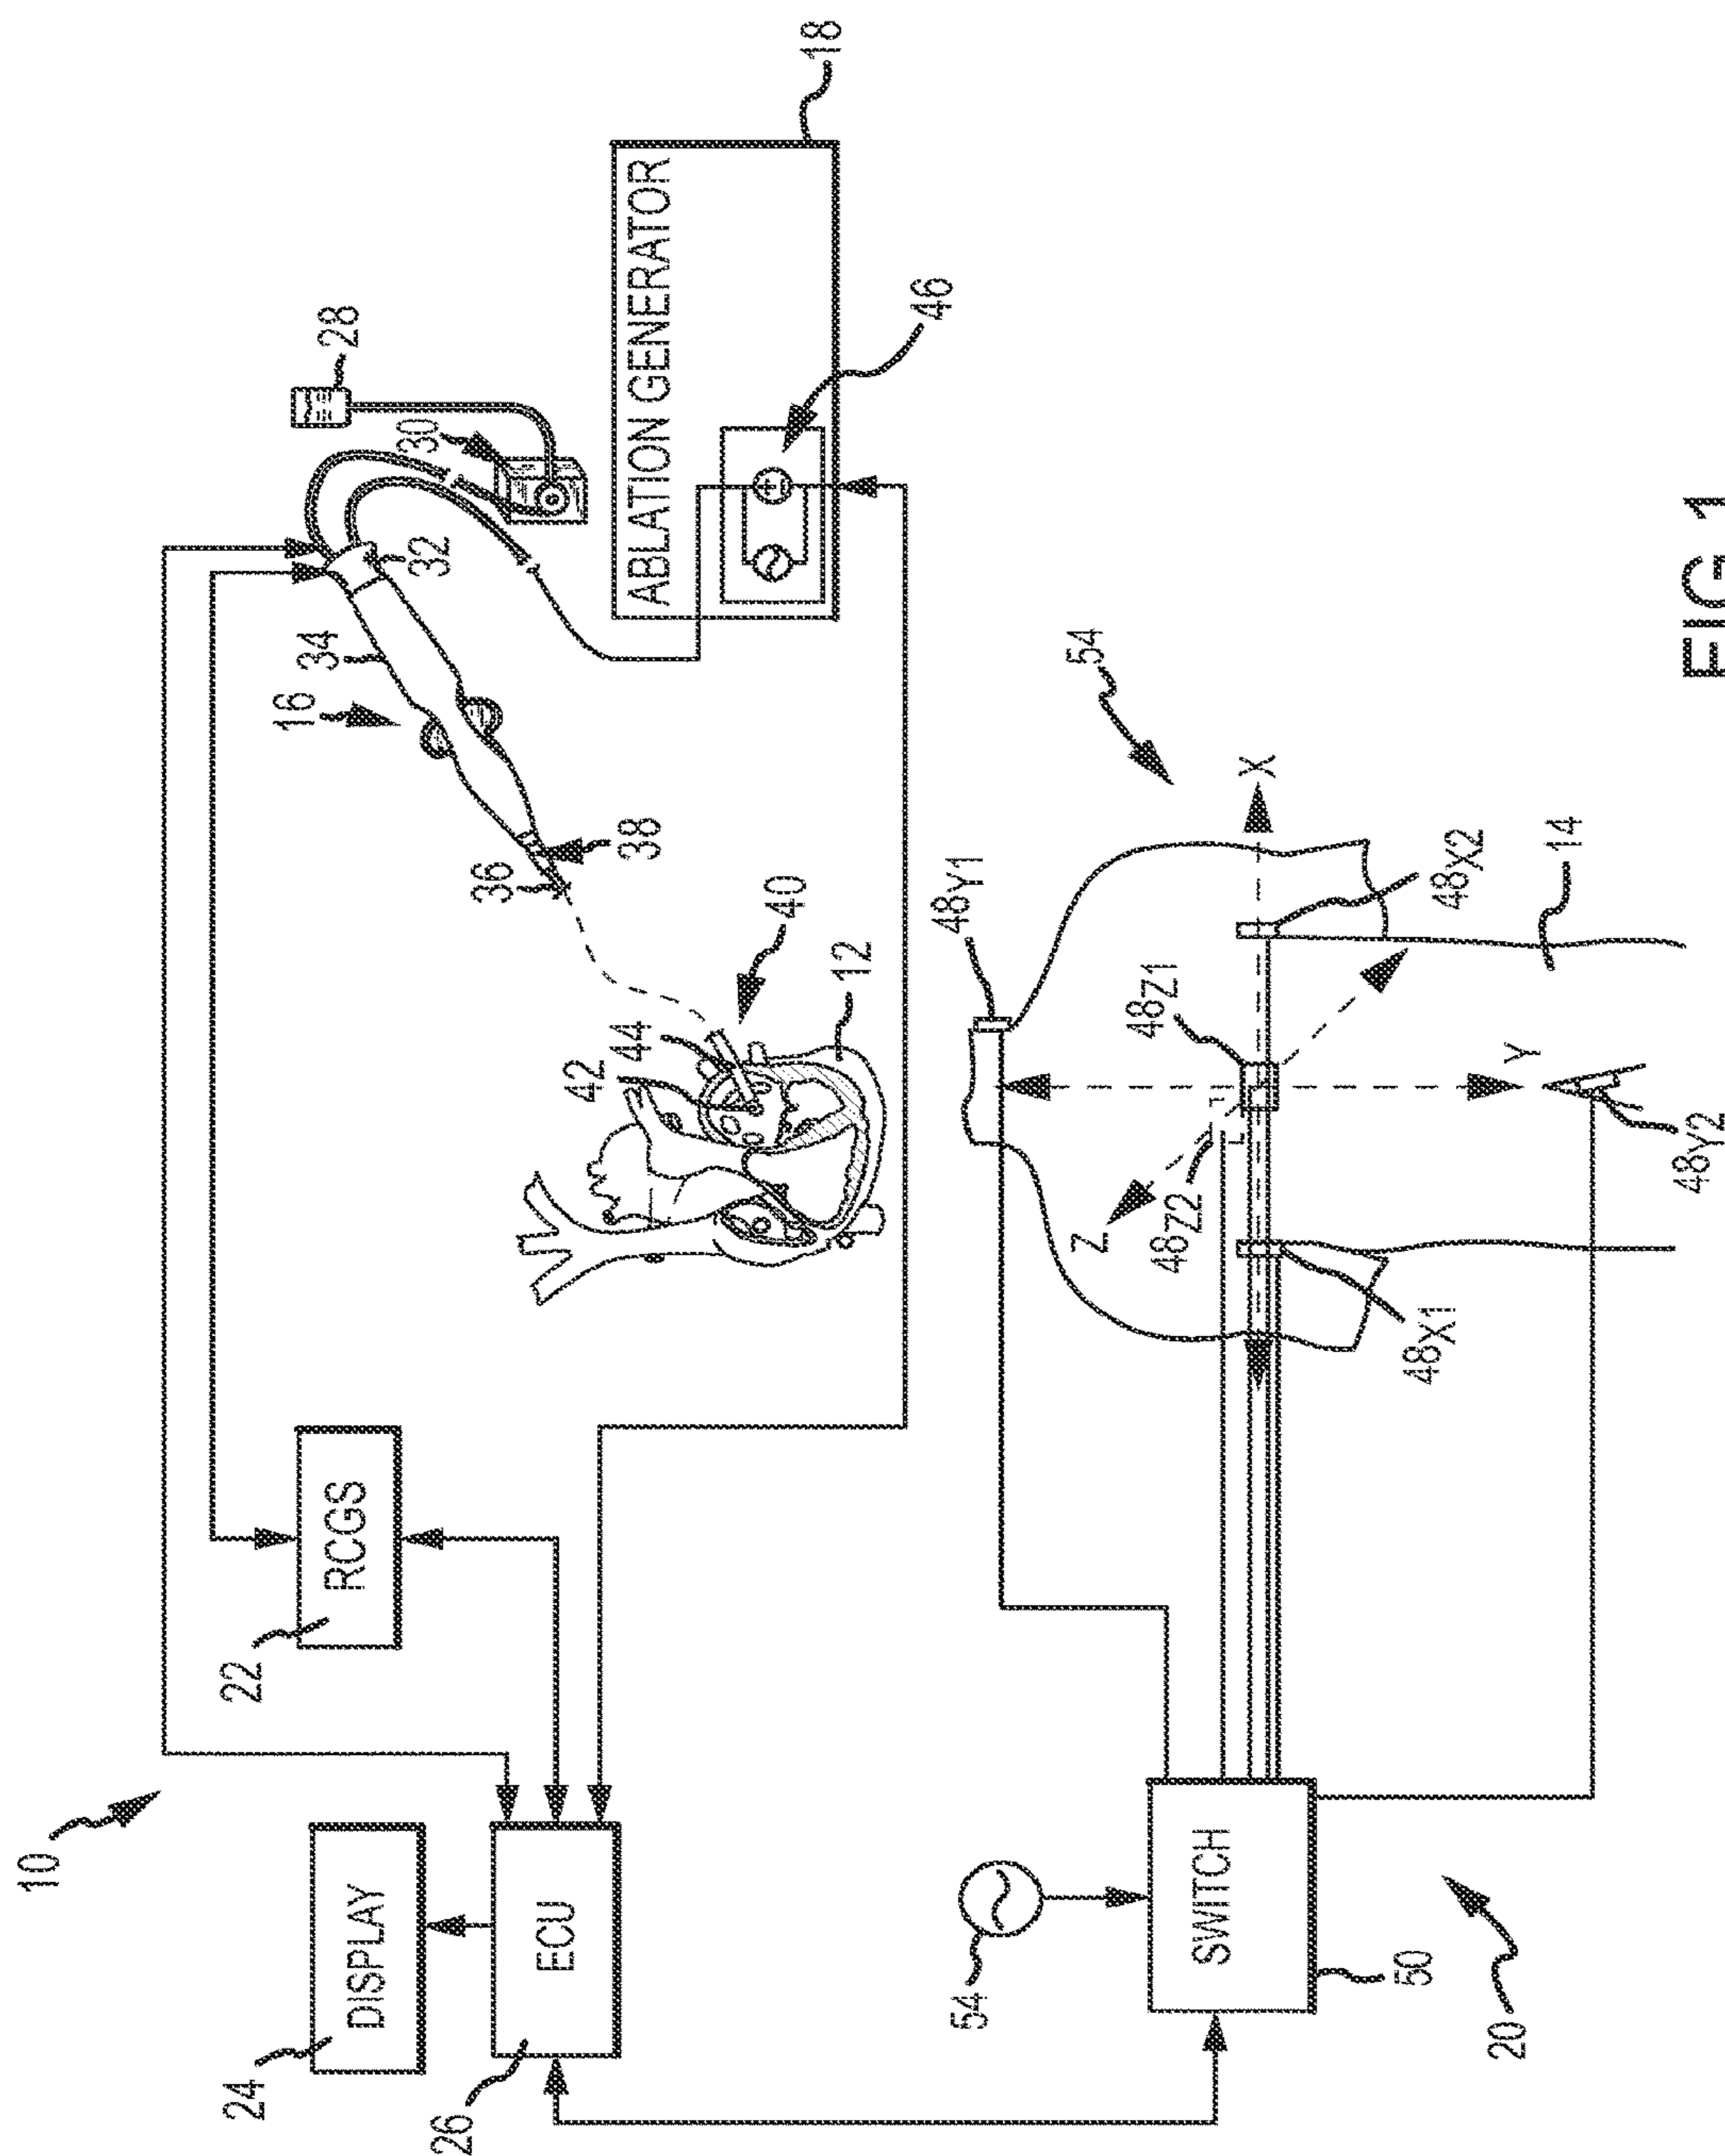 10
24
DISPLAY
22
RCGS
26
ECU
16
34
32
30
28
36
38
42
44
40
12
ABLATION GENERATOR
18
46
54
SWITCH
50
20
54
48Y1
X
48X2
14
48Z1
Z
48Z2
Y
48X1
48Y2
FIG.1